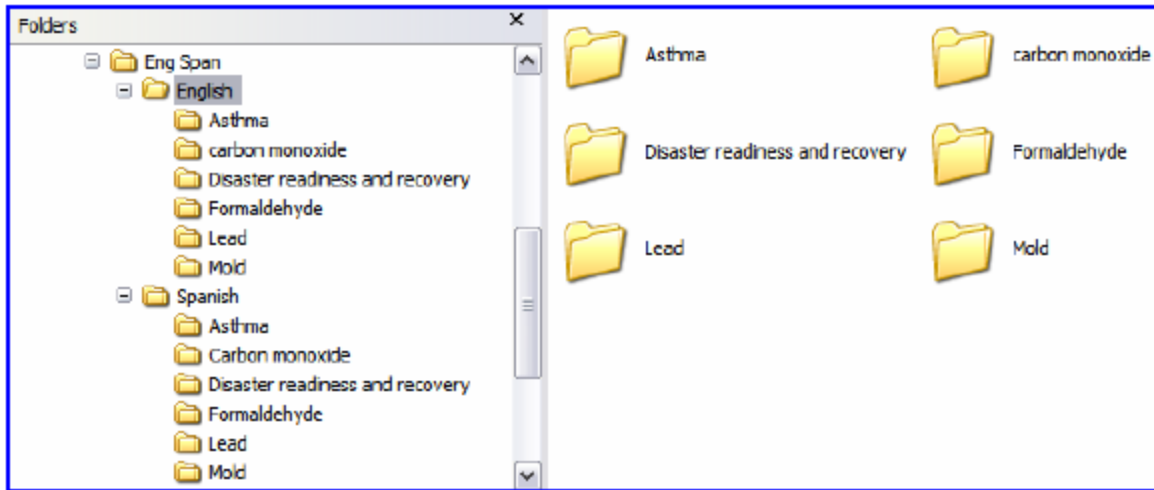 Folders
Eng Span
English
Asthma
carbon monoxide
Disaster readiness and recovery
Formaldehyde
Lead
Mold
Spanish
Asthma
Carbon monoxide
Disaster readiness and recovery
Formaldehyde
Lead
Mold
Asthma carbon monoxide
Disaster readiness and recovery Formaldehyde
Lead Mold